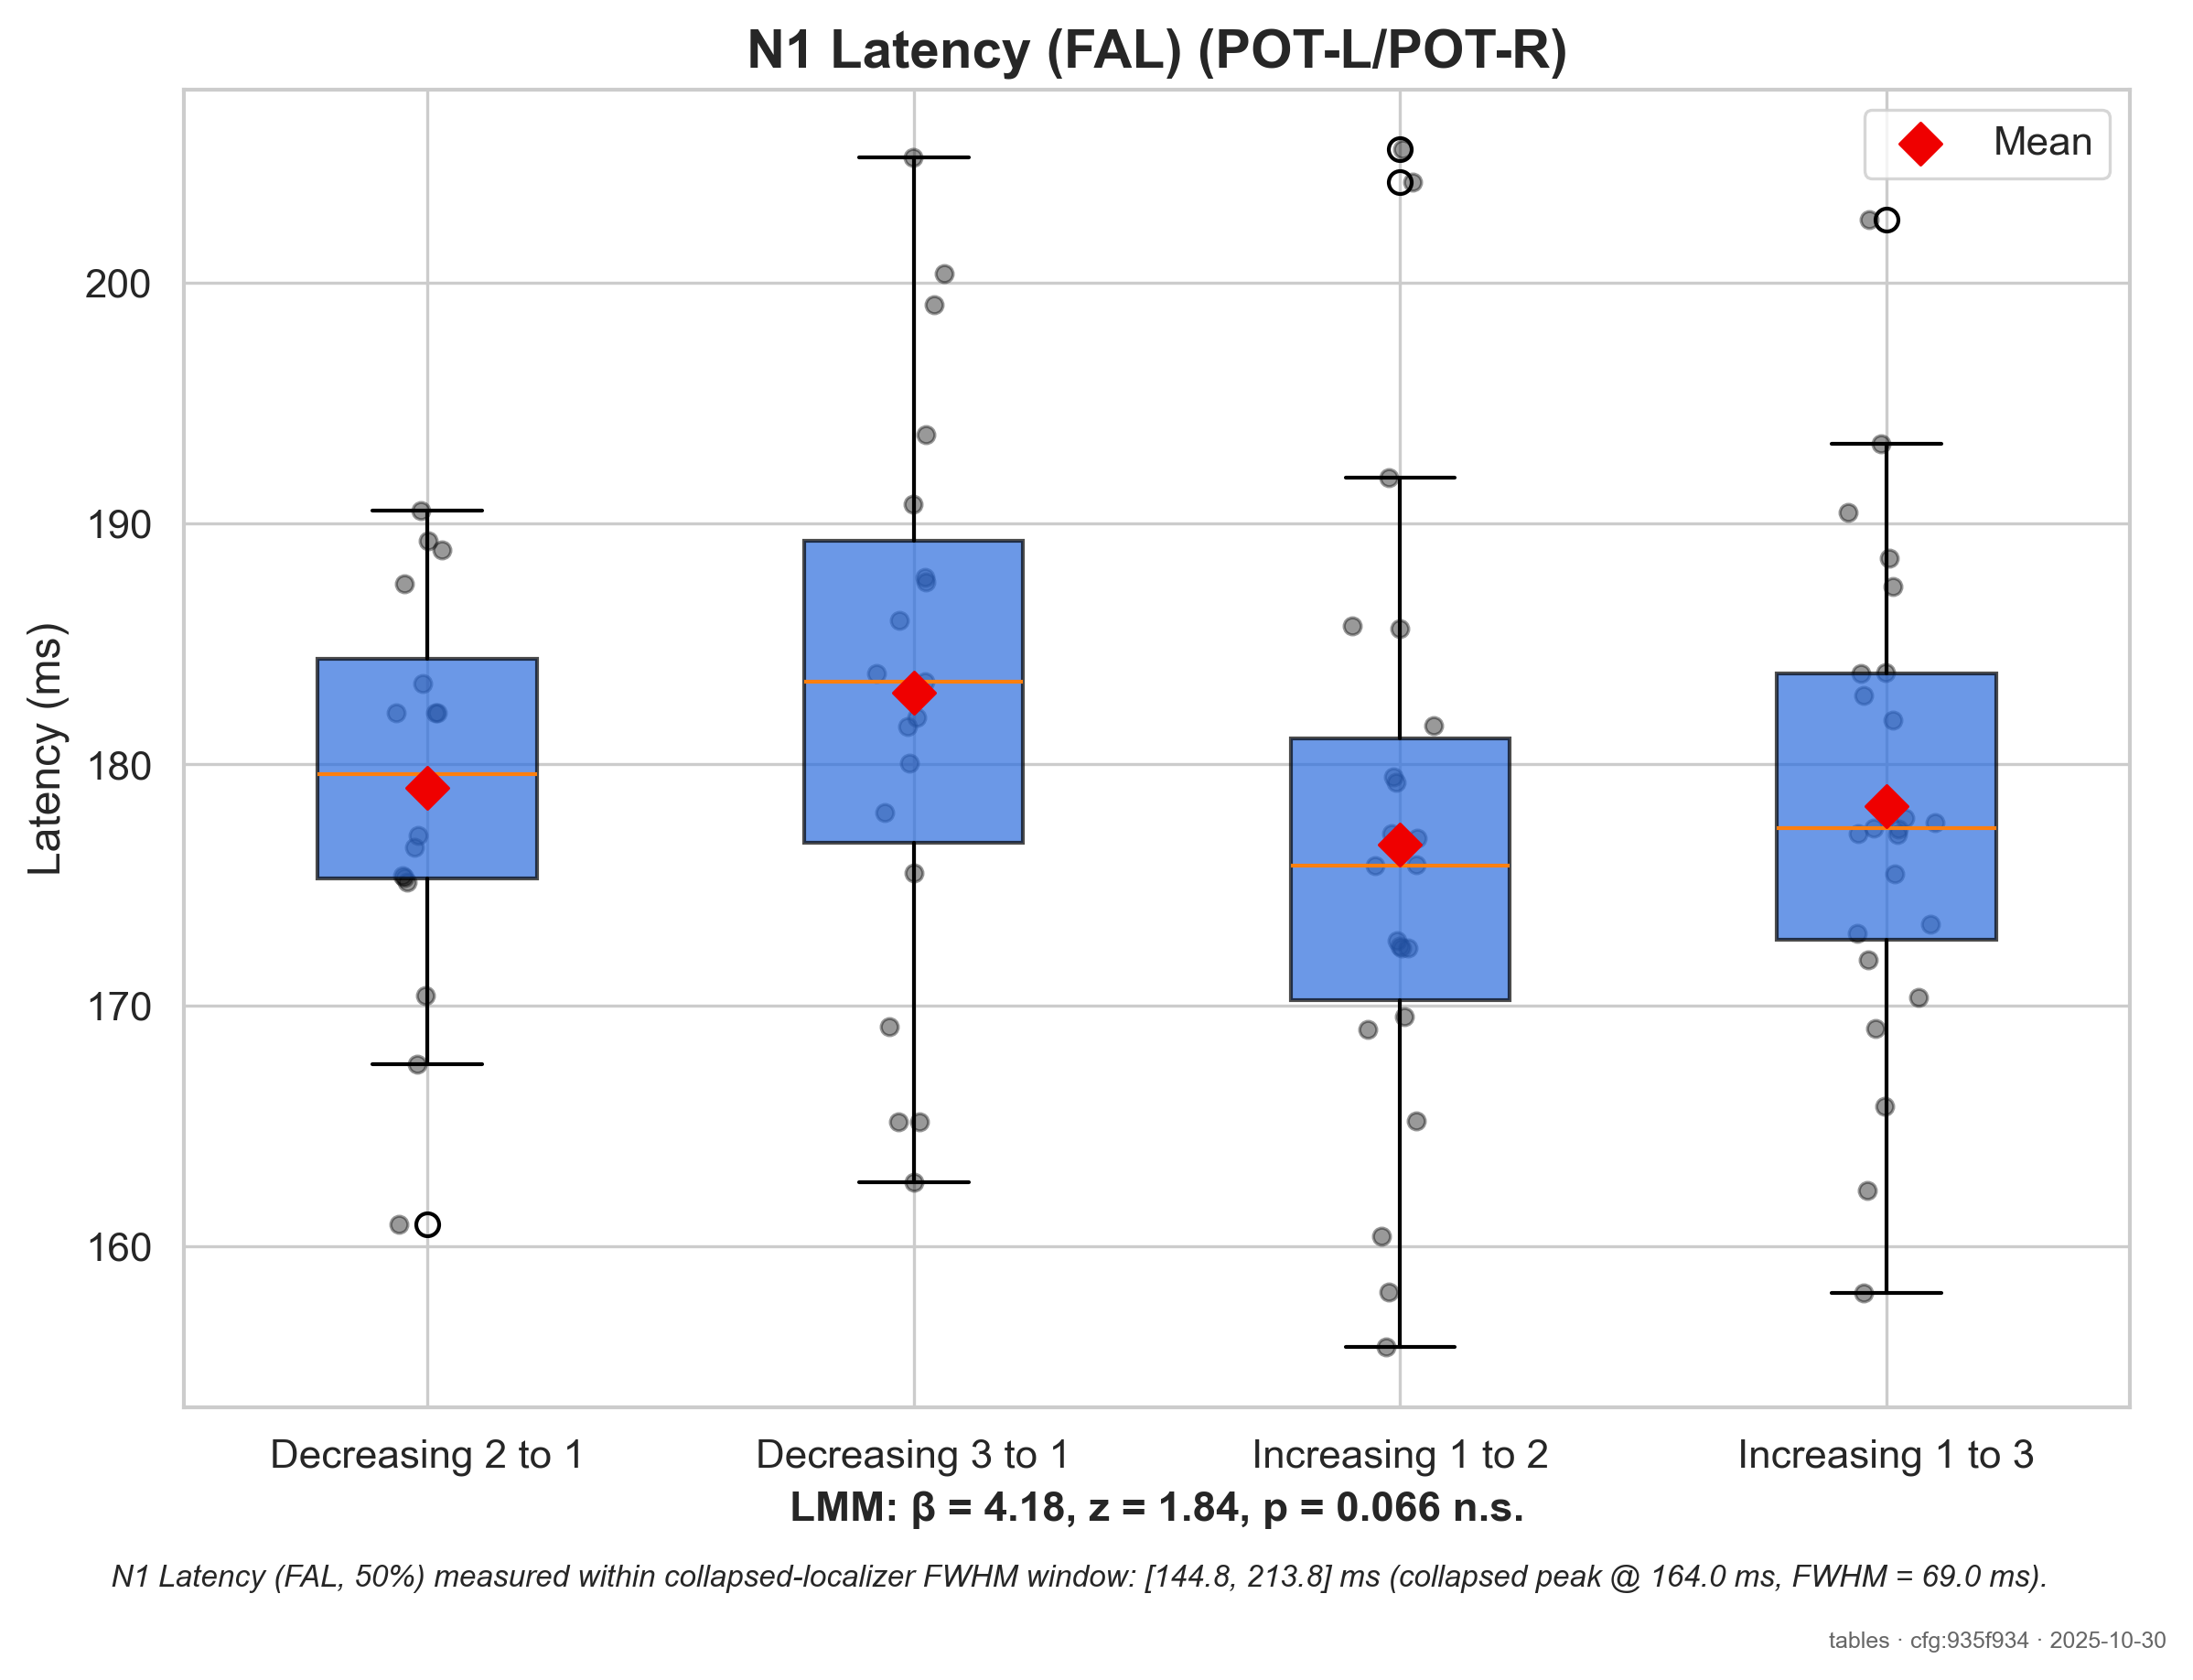 N1 Latency (FAL) (POT-L/POT-R)
Mean
Latency (ms)
200
190
180
170
160
Decreasing 2 to 1
Decreasing 3 to 1
Increasing 1 to 2
Increasing 1 to 3
LMM: β = 4.18, z = 1.84, p = 0.066 n.s.
N1 Latency (FAL, 50%) measured within collapsed-localizer FWHM window: [144.8, 213.8] ms (collapsed peak @ 164.0 ms, FWHM = 69.0 ms).
tables · cfg:935f934 · 2025-10-30